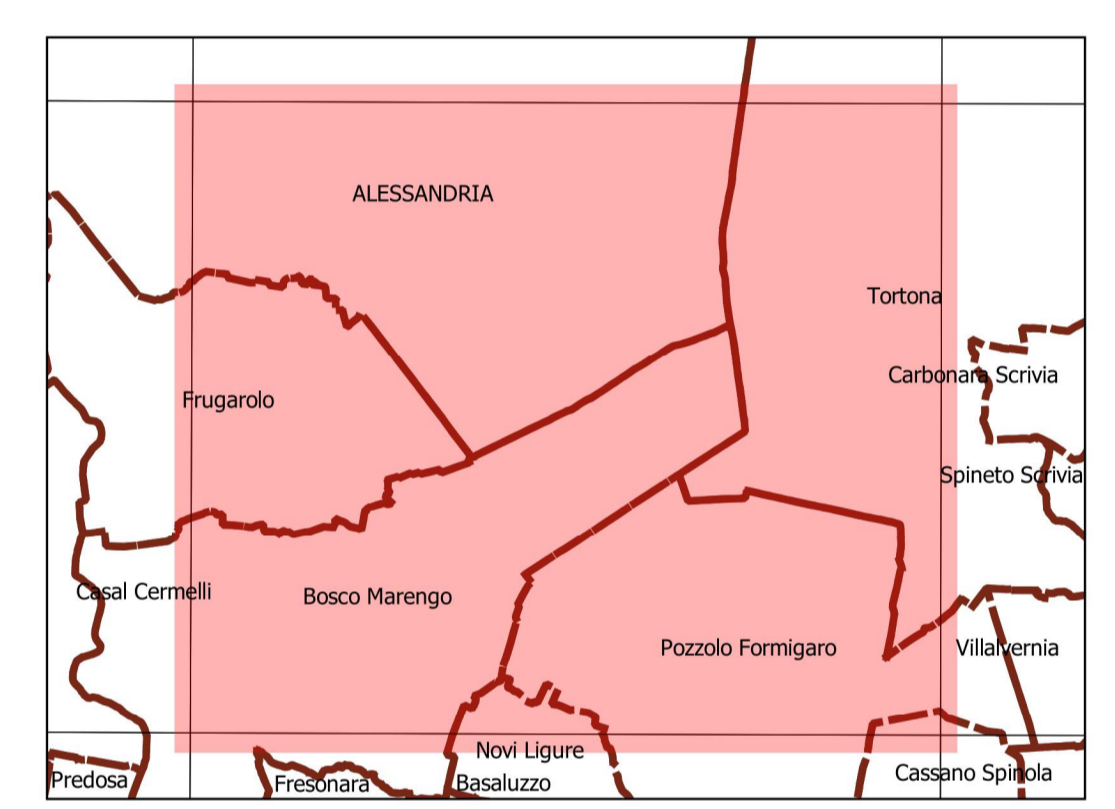 ALESSANDRIA
Tortona
Carbonara Scrivia
Frugarolo
Spineto Scrivia
Casal Cermelli
Bosco Marengo
Pozzolo Formigaro
Villalvernia
Novi Ligure
Cassano Spinola
Predosa
Fresonara
Basaluzzo